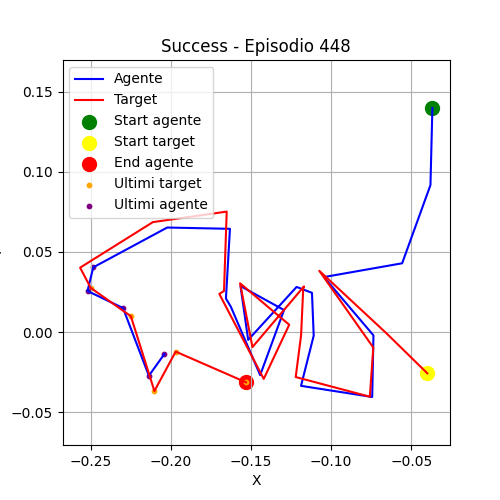 Success - Episodio 448
Agente
Target
Start agente
Start target
End agente
Ultimi target
Ultimi agente
0.15
0.10
0.05
0.00
−0.05
−0.25
−0.20
−0.15
−0.10
−0.05
X